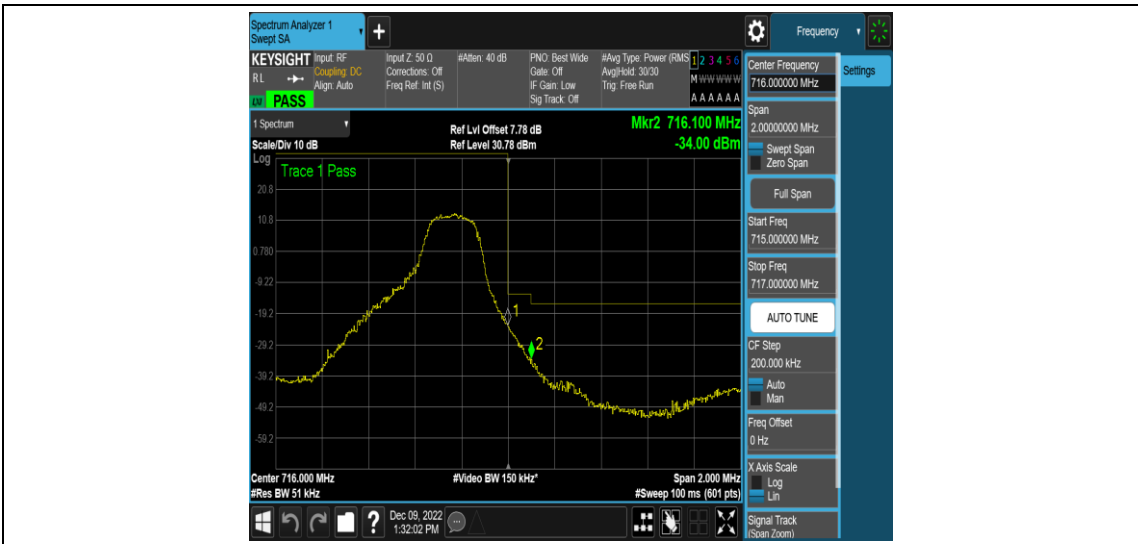 Spectrum Analyzer 1
Swept SA
+
Frequency
KEYSIGHT
RL
LXI
PASS
Input: RF
Coupling: DC
Align: Auto
Input Z: 50 Ω
Corrections: Off
Freq Ref: Int (S)
#Atten: 40 dB
PNO: Best Wide
Gate: Off
IF Gain: Low
Sig Track: Off
#Avg Type: Power (RMS
Avg|Hold: 30/30
Trig: Free Run
1 2 3 4 5 6
M W W W W W
A A A A A A
1 Spectrum
Scale/Div 10 dB
Ref Lvl Offset 7.78 dB
Ref Level 30.78 dBm
Mkr2 716.100 MHz
-34.00 dBm
Log
Trace 1 Pass
20.8
10.8
0.780
-9.22
-19.2
-29.2
-39.2
-49.2
-59.2
1
2
Center 716.000 MHz
#Res BW 51 kHz
#Video BW 150 kHz*
Span 2.000 MHz
#Sweep 100 ms (601 pts)
?
Dec 09, 2022
1:32:02 PM
Center Frequency
716.000000 MHz
Settings
Span
2.00000000 MHz
Swept Span
Zero Span
Full Span
Start Freq
715.000000 MHz
Stop Freq
717.000000 MHz
AUTO TUNE
CF Step
200.000 kHz
Auto
Man
Freq Offset
0 Hz
X Axis Scale
Log
Lin
Signal Track
(Span Zoom)